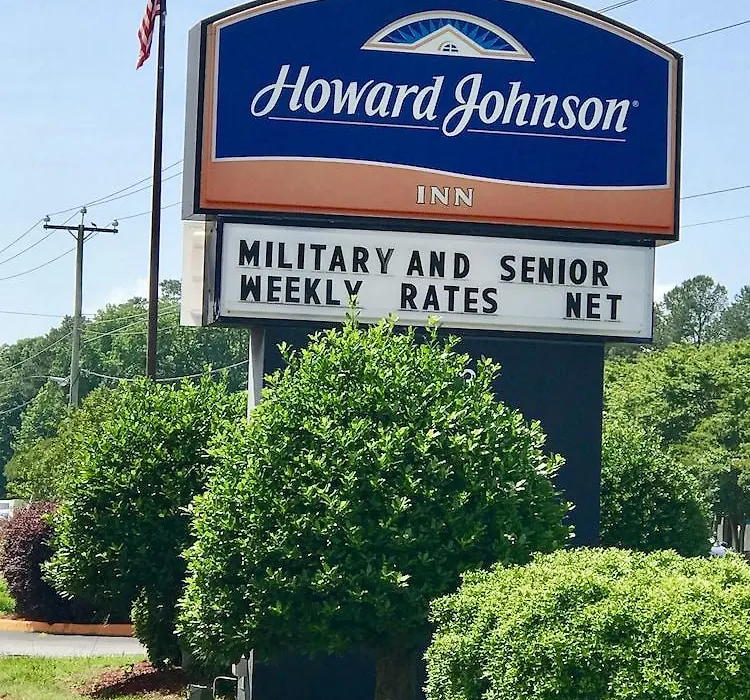 Howard Johnson®
INN
MILITARY AND SENIOR
WEEKLY RATES NET